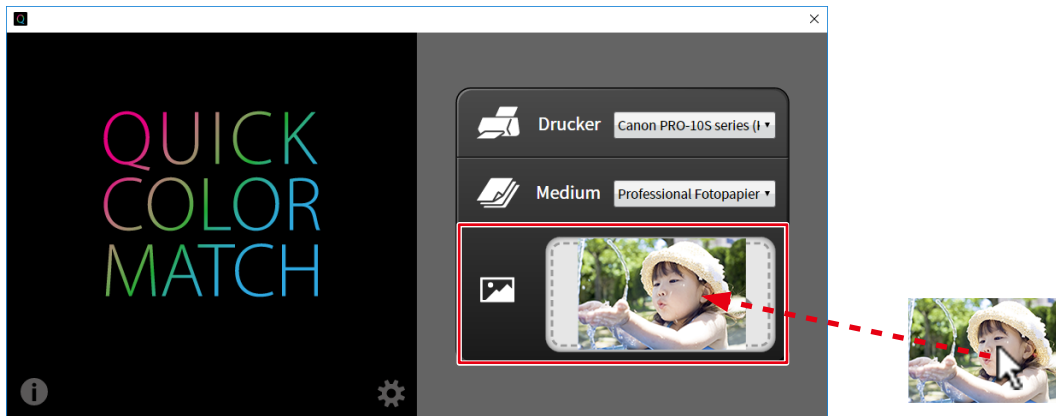 Q
QUICK
COLOR
MATCH
Drucker
Canon PRO-10S series (
Medium
Professional Fotopapier
i